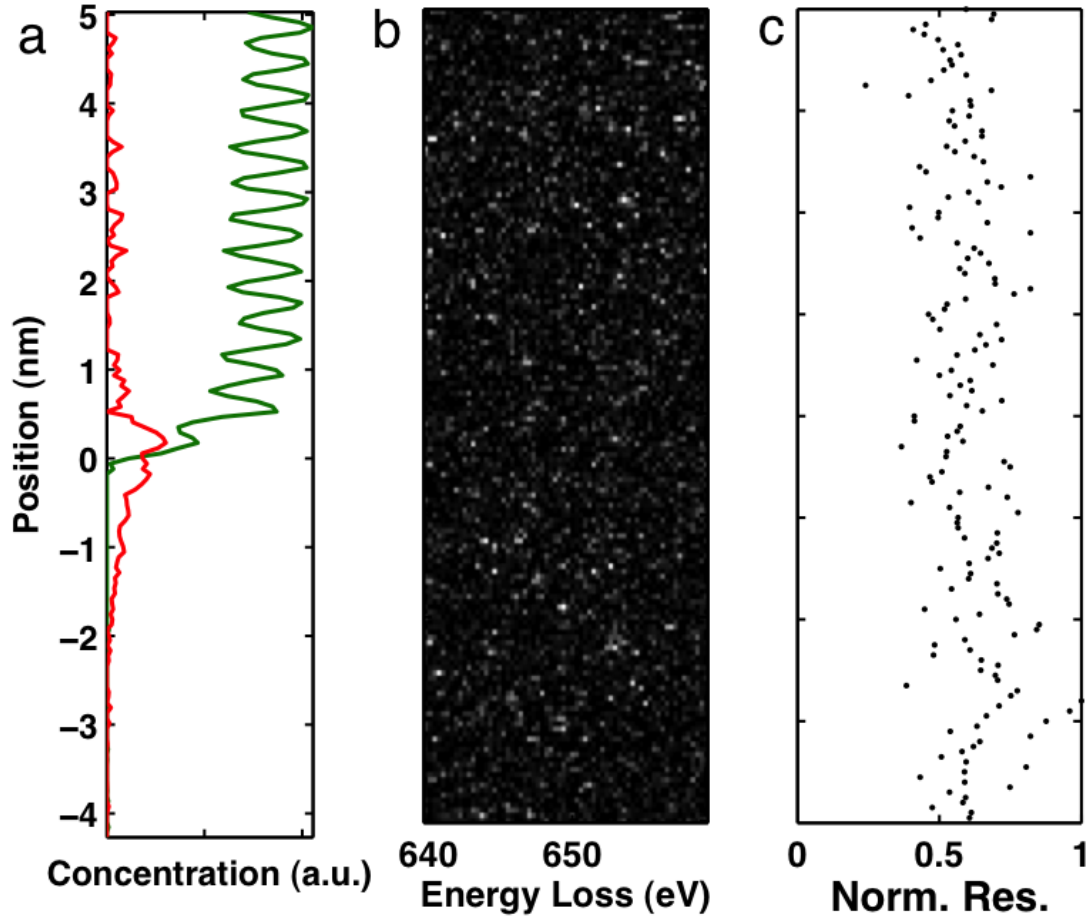 a
b
c
5
4
3
2
1
0
−1
−2
−3
−4
Position (nm)
Concentration (a.u.)
640 650
Energy Loss (eV)
0 0.5 1
Norm. Res.